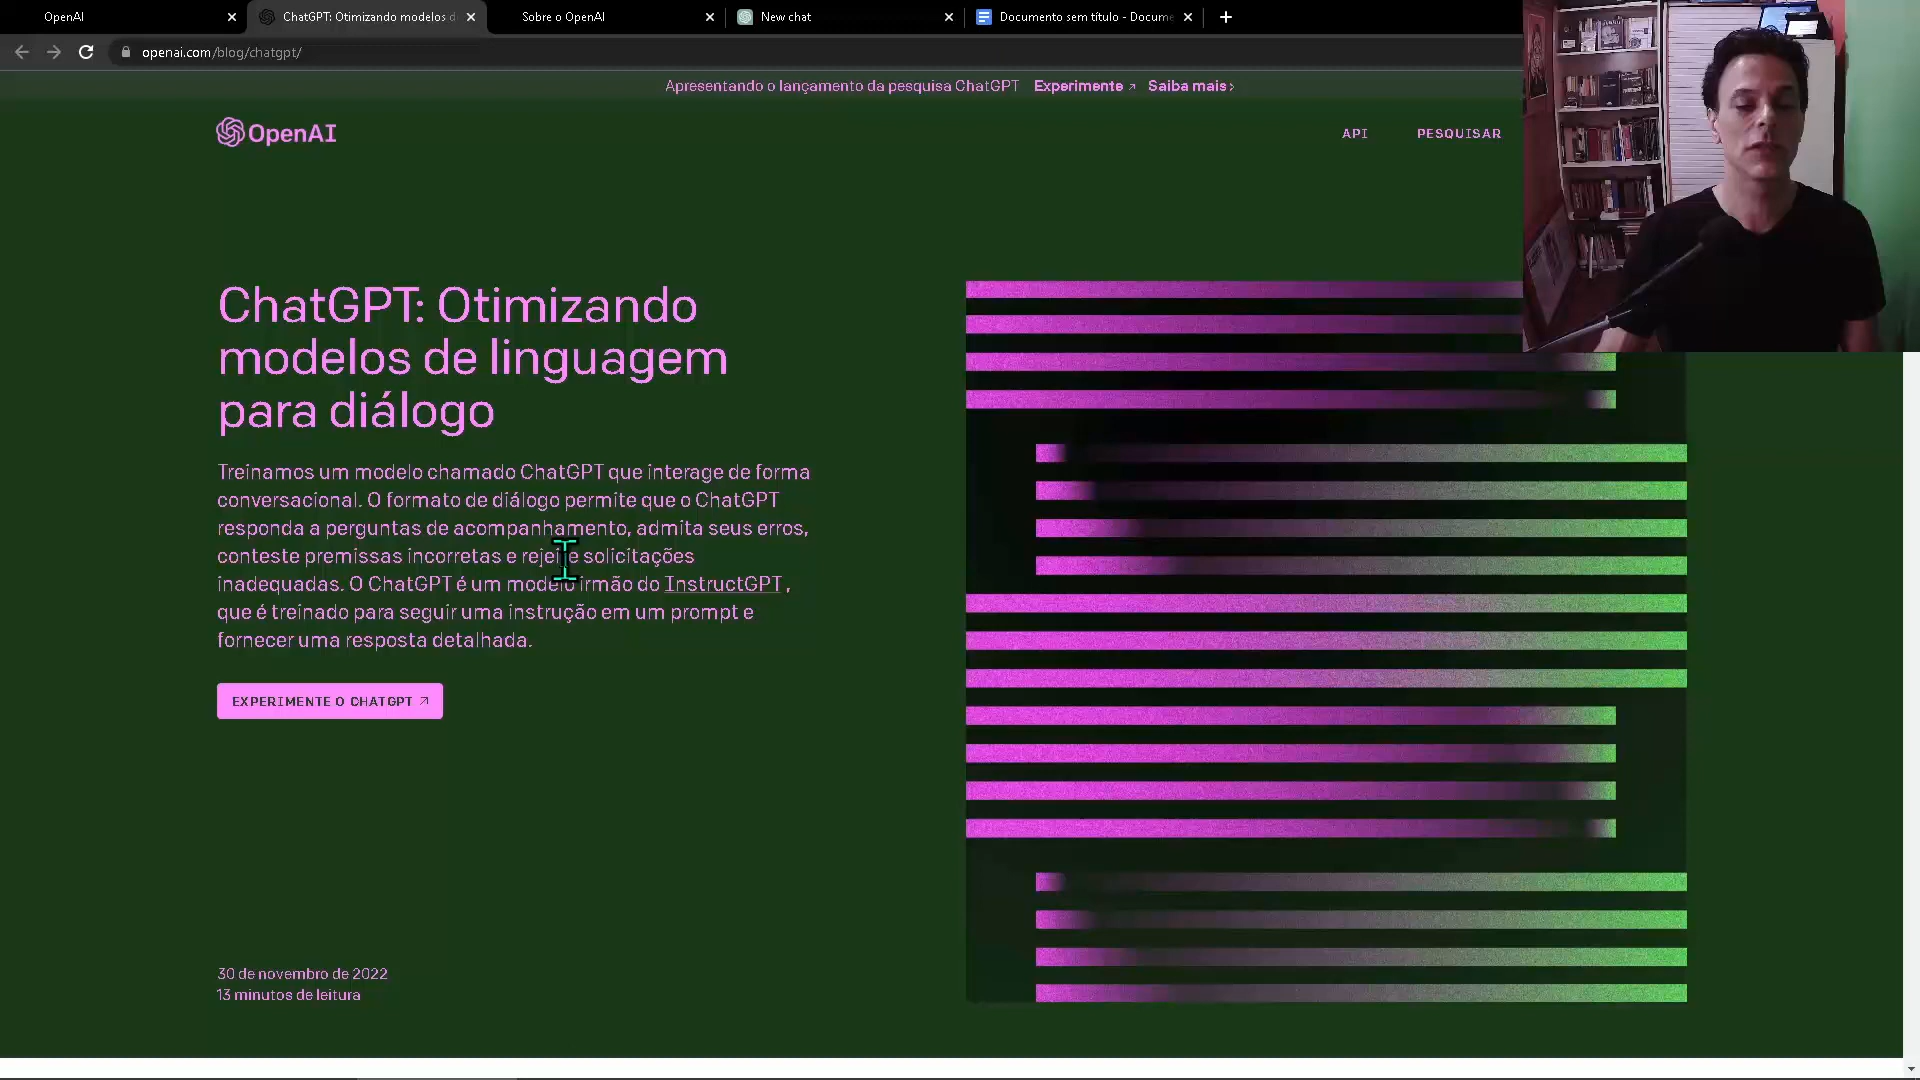 OpenAI
ChatGPT: Otimizando modelos d
Sobre o OpenAI
New chat
Documento sem título - Docume
openai.com/blog/chatgpt/
Apresentando o lançamento da pesquisa ChatGPT Experimente ↗ Saiba mais ›
OpenAI
API PESQUISAR
ChatGPT: Otimizando
modelos de linguagem
para diálogo
Treinamos um modelo chamado ChatGPT que interage de forma
conversacional. O formato de diálogo permite que o ChatGPT
responda a perguntas de acompanhamento, admita seus erros,
conteste premissas incorretas e rejeite solicitações
inadequadas. O ChatGPT é um modelo irmão do InstructGPT ,
que é treinado para seguir uma instrução em um prompt e
fornecer uma resposta detalhada.
EXPERIMENTE O CHATGPT ↗
30 de novembro de 2022
13 minutos de leitura